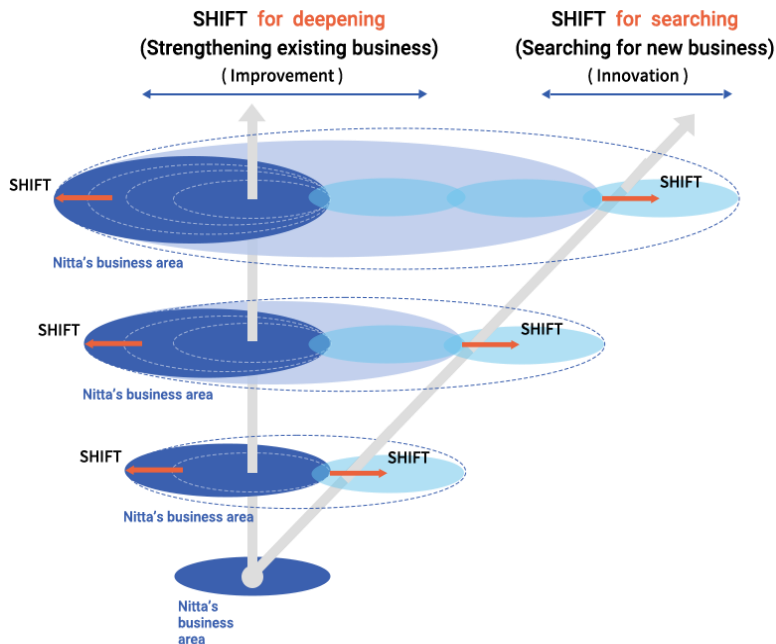 SHIFT for deepening
(Strengthening existing business)
( Improvement )
SHIFT for searching
(Searching for new business)
( Innovation )
SHIFT
SHIFT
Nitta's business area
SHIFT
SHIFT
Nitta's business area
SHIFT
SHIFT
Nitta's business area
Nitta's
business
area